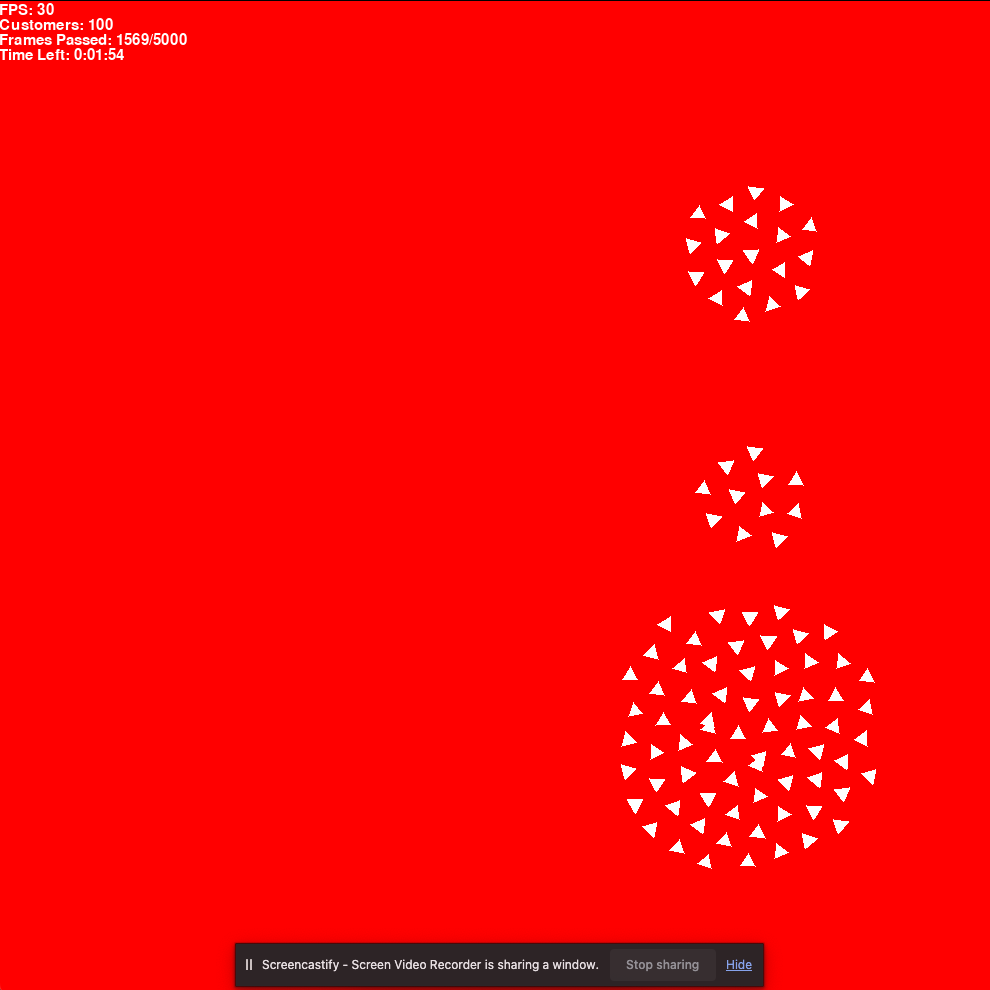 FPS: 30
Customers: 100
Frames Passed: 1569/5000
Time Left: 0:01:54
Screencastify - Screen Video Recorder is sharing a window. Stop sharing Hide